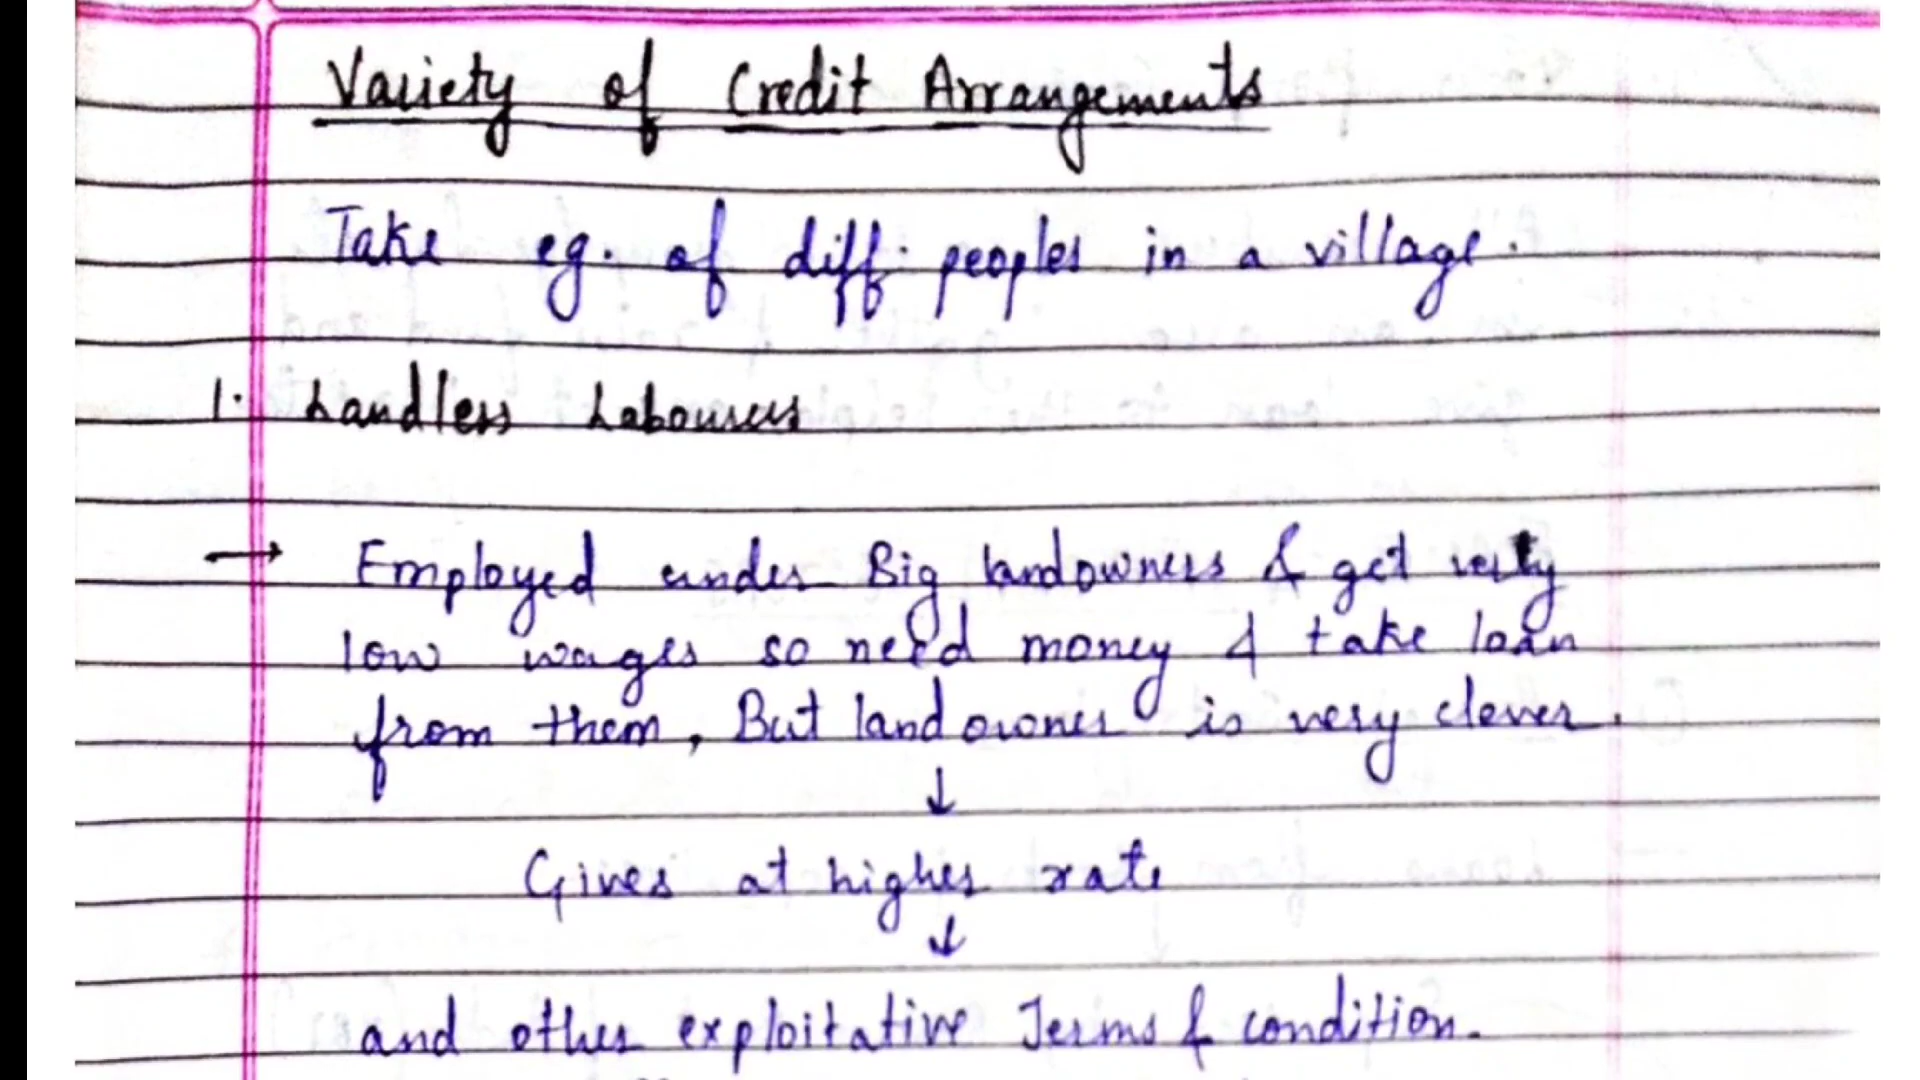 Variety of Credit Arrangements
Take eg. of diff. peoples in a village.
1. Landless Labourers
→ Employed under Big landowners & get very
low wages so need money & take loan
from them, But landowner is very clever.
↓
Gives at higher rate
↓
and other exploitative Terms & condition.